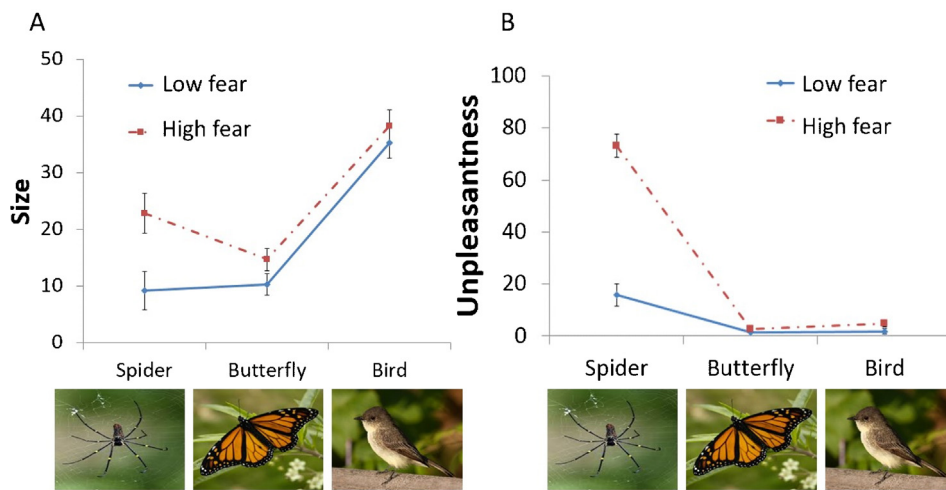 A
50
40
30
20
10
0
Size
Low fear
High fear
Spider Butterfly Bird
B
100
80
60
40
20
0
Unpleasantness
Low fear
High fear
Spider Butterfly Bird